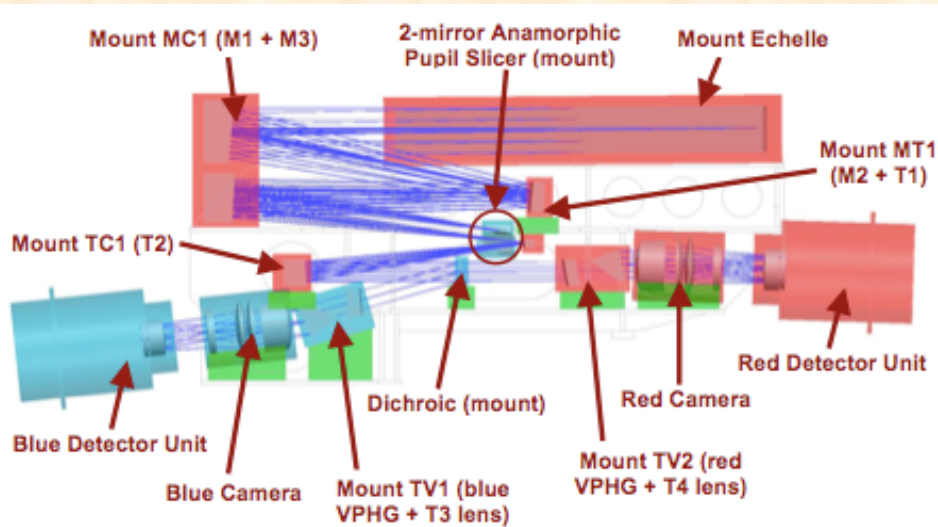 Mount MC1 (M1 + M3)
2-mirror Anamorphic
Pupil Slicer (mount)
Mount Echelle
Mount MT1
(M2 + T1)
Mount TC1 (T2)
Red Detector Unit
Dichroic (mount)
Red Camera
Blue Detector Unit
Blue Camera
Mount TV1 (blue
VPHG + T3 lens)
Mount TV2 (red
VPHG + T4 lens)